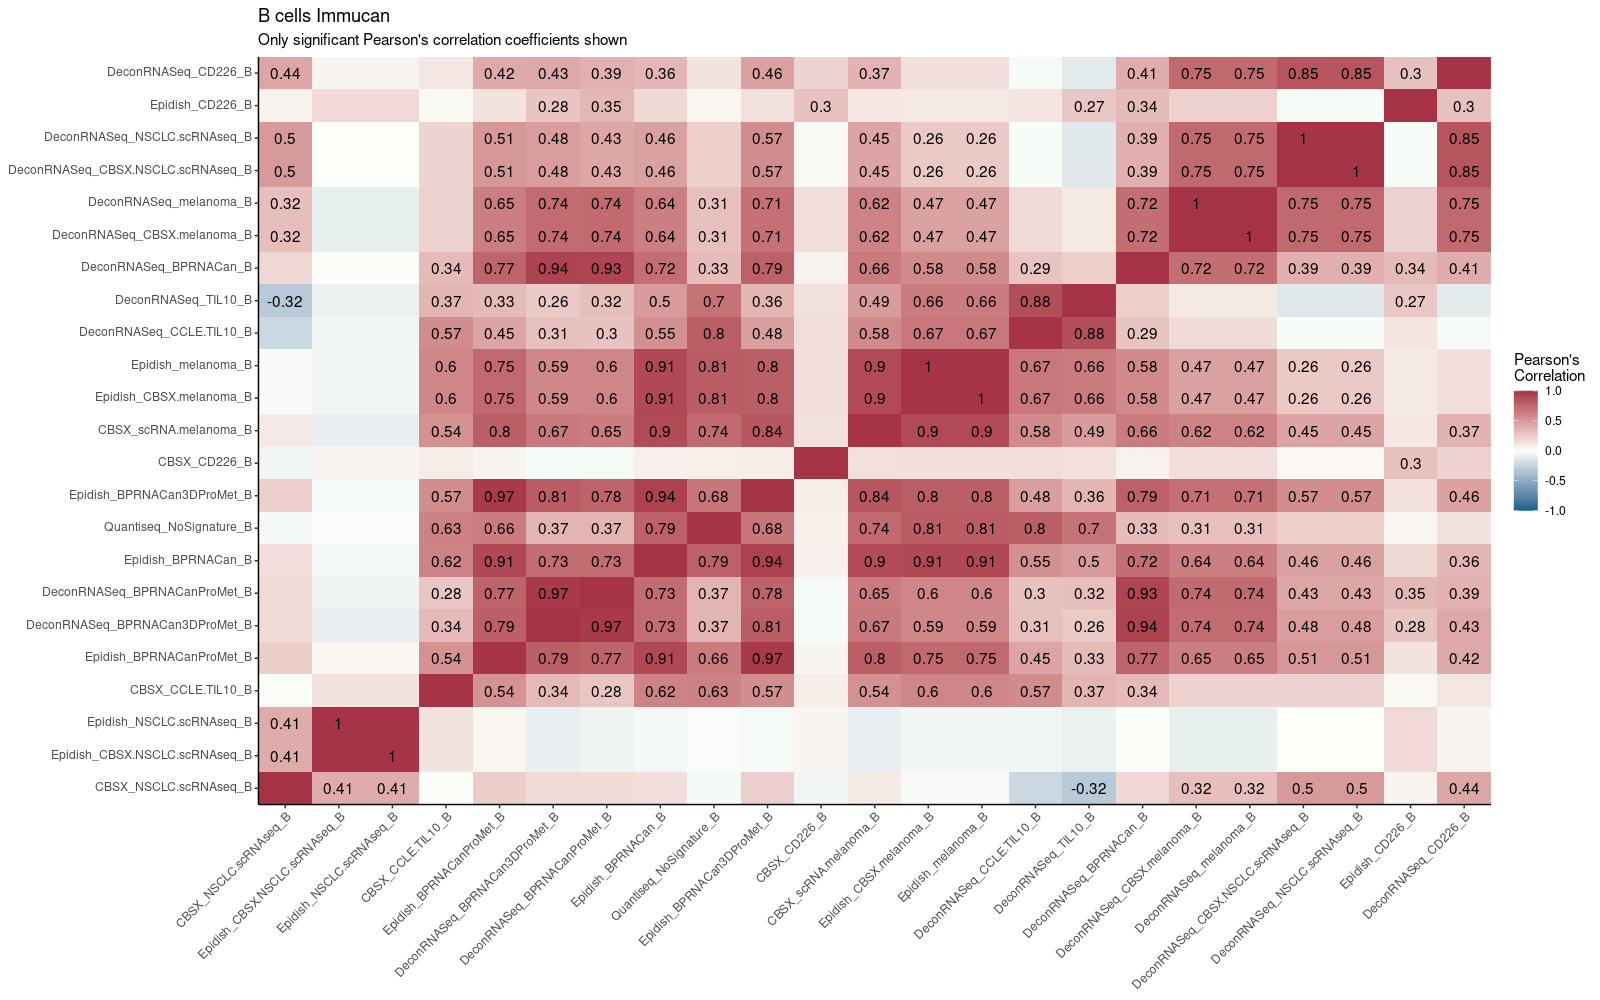 B cells Immucan
Only significant Pearson's correlation coefficients shown
DeconRNASeq_CD226_B 0.44 0.42 0.43 0.39 0.36 0.46 0.37 0.41 0.75 0.75 0.85 0.85 0.3
Epidish_CD226_B 0.28 0.35 0.3 0.27 0.34 0.3
DeconRNASeq_NSCLC.scRNAseq_B 0.5 0.51 0.48 0.43 0.46 0.57 0.45 0.26 0.26 0.39 0.75 0.75 1 0.85
DeconRNASeq_CBSX.NSCLC.scRNAseq_B 0.5 0.51 0.48 0.43 0.46 0.57 0.45 0.26 0.26 0.39 0.75 0.75 1 0.85
DeconRNASeq_melanoma_B 0.32 0.65 0.74 0.74 0.64 0.31 0.71 0.62 0.47 0.47 0.72 1 0.75 0.75 0.75
DeconRNASeq_CBSX.melanoma_B 0.32 0.65 0.74 0.74 0.64 0.31 0.71 0.62 0.47 0.47 0.72 1 0.75 0.75 0.75
DeconRNASeq_BPRNACan_B 0.34 0.77 0.94 0.93 0.72 0.33 0.79 0.66 0.58 0.58 0.29 0.72 0.72 0.39 0.39 0.34 0.41
DeconRNASeq_TIL10_B -0.32 0.37 0.33 0.26 0.32 0.5 0.7 0.36 0.49 0.66 0.66 0.88 0.27
DeconRNASeq_CCLE.TIL10_B 0.57 0.45 0.31 0.3 0.55 0.8 0.48 0.58 0.67 0.67 0.88 0.29
Epidish_melanoma_B 0.6 0.75 0.59 0.6 0.91 0.81 0.8 0.9 1 0.67 0.66 0.58 0.47 0.47 0.26 0.26
Epidish_CBSX.melanoma_B 0.6 0.75 0.59 0.6 0.91 0.81 0.8 0.9 1 0.67 0.66 0.58 0.47 0.47 0.26 0.26
CBSX_scRNA.melanoma_B 0.54 0.8 0.67 0.65 0.9 0.74 0.84 0.9 0.9 0.58 0.49 0.66 0.62 0.62 0.45 0.45 0.37
CBSX_CD226_B 0.3
Epidish_BPRNACan3DProMet_B 0.57 0.97 0.81 0.78 0.94 0.68 0.84 0.8 0.8 0.48 0.36 0.79 0.71 0.71 0.57 0.57 0.46
Quantiseq_NoSignature_B 0.63 0.66 0.37 0.37 0.79 0.68 0.74 0.81 0.81 0.8 0.7 0.33 0.31 0.31
Epidish_BPRNACan_B 0.62 0.91 0.73 0.73 0.79 0.94 0.9 0.91 0.91 0.55 0.5 0.72 0.64 0.64 0.46 0.46 0.36
DeconRNASeq_BPRNACanProMet_B 0.28 0.77 0.97 0.73 0.37 0.78 0.65 0.6 0.6 0.3 0.32 0.93 0.74 0.74 0.43 0.43 0.35 0.39
DeconRNASeq_BPRNACan3DProMet_B 0.34 0.79 0.97 0.73 0.37 0.81 0.67 0.59 0.59 0.31 0.26 0.94 0.74 0.74 0.48 0.48 0.28 0.43
Epidish_BPRNACanProMet_B 0.54 0.79 0.77 0.91 0.66 0.97 0.8 0.75 0.75 0.45 0.33 0.77 0.65 0.65 0.51 0.51 0.42
CBSX_CCLE.TIL10_B 0.54 0.34 0.28 0.62 0.63 0.57 0.54 0.6 0.6 0.57 0.37 0.34
Epidish_NSCLC.scRNAseq_B 0.41 1
Epidish_CBSX.NSCLC.scRNAseq_B 0.41 1
CBSX_NSCLC.scRNAseq_B 0.41 0.41 -0.32 0.32 0.32 0.5 0.5 0.44
CBSX_NSCLC.scRNAseq_B
Epidish_CBSX.NSCLC.scRNAseq_B
Epidish_NSCLC.scRNAseq_B
CBSX_CCLE.TIL10_B
Epidish_BPRNACanProMet_B
DeconRNASeq_BPRNACan3DProMet_B
DeconRNASeq_BPRNACanProMet_B
Epidish_BPRNACan_B
Quantiseq_NoSignature_B
Epidish_BPRNACan3DProMet_B
CBSX_CD226_B
CBSX_scRNA.melanoma_B
Epidish_CBSX.melanoma_B
Epidish_melanoma_B
DeconRNASeq_CCLE.TIL10_B
DeconRNASeq_TIL10_B
DeconRNASeq_BPRNACan_B
DeconRNASeq_CBSX.melanoma_B
DeconRNASeq_melanoma_B
DeconRNASeq_CBSX.NSCLC.scRNAseq_B
DeconRNASeq_NSCLC.scRNAseq_B
Epidish_CD226_B
DeconRNASeq_CD226_B
Pearson's
Correlation
1.0
0.5
0.0
-0.5
-1.0